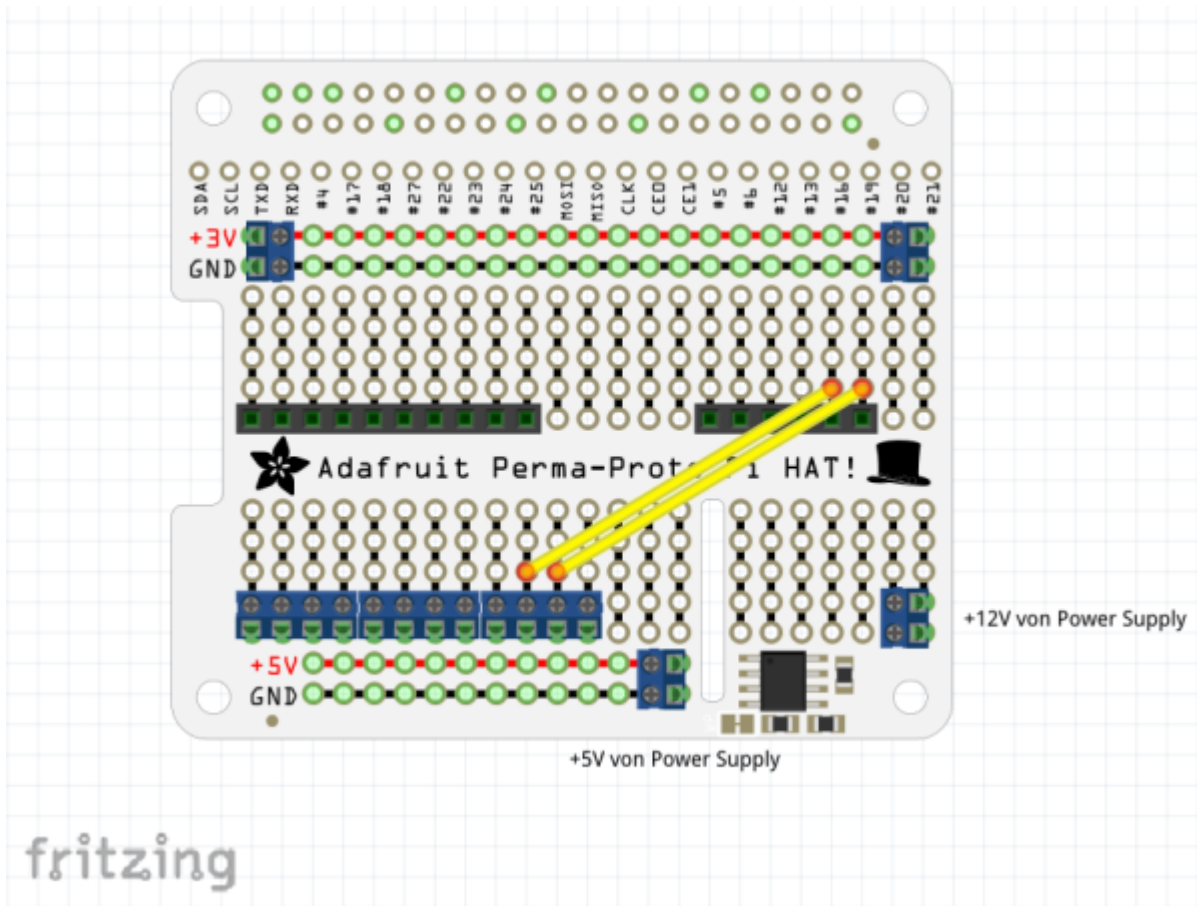 SDA SCL TXD RXD #4 #17 #18 #27 #22 #23 #24 #25 MOSI MISO CLK CE0 CE1 #5 #6 #12 #13 #16 #19 #20 #21
+3V
GND
Adafruit Perma-Proto Pi HAT!
+12V von Power Supply
+5V
GND
+5V von Power Supply
fritzing